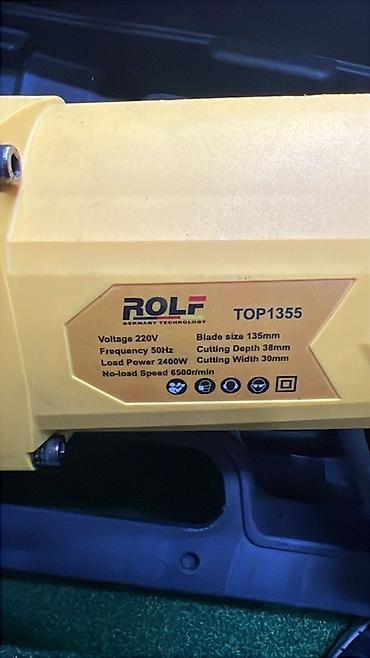 ROLF
GERMANY TECHNOLOGY
TOP1355
Voltage 220V
Frequency 50Hz
Load Power 2400W
No-load Speed 6500r/min
Blade size 135mm
Cutting Depth 38mm
Cutting Width 30mm